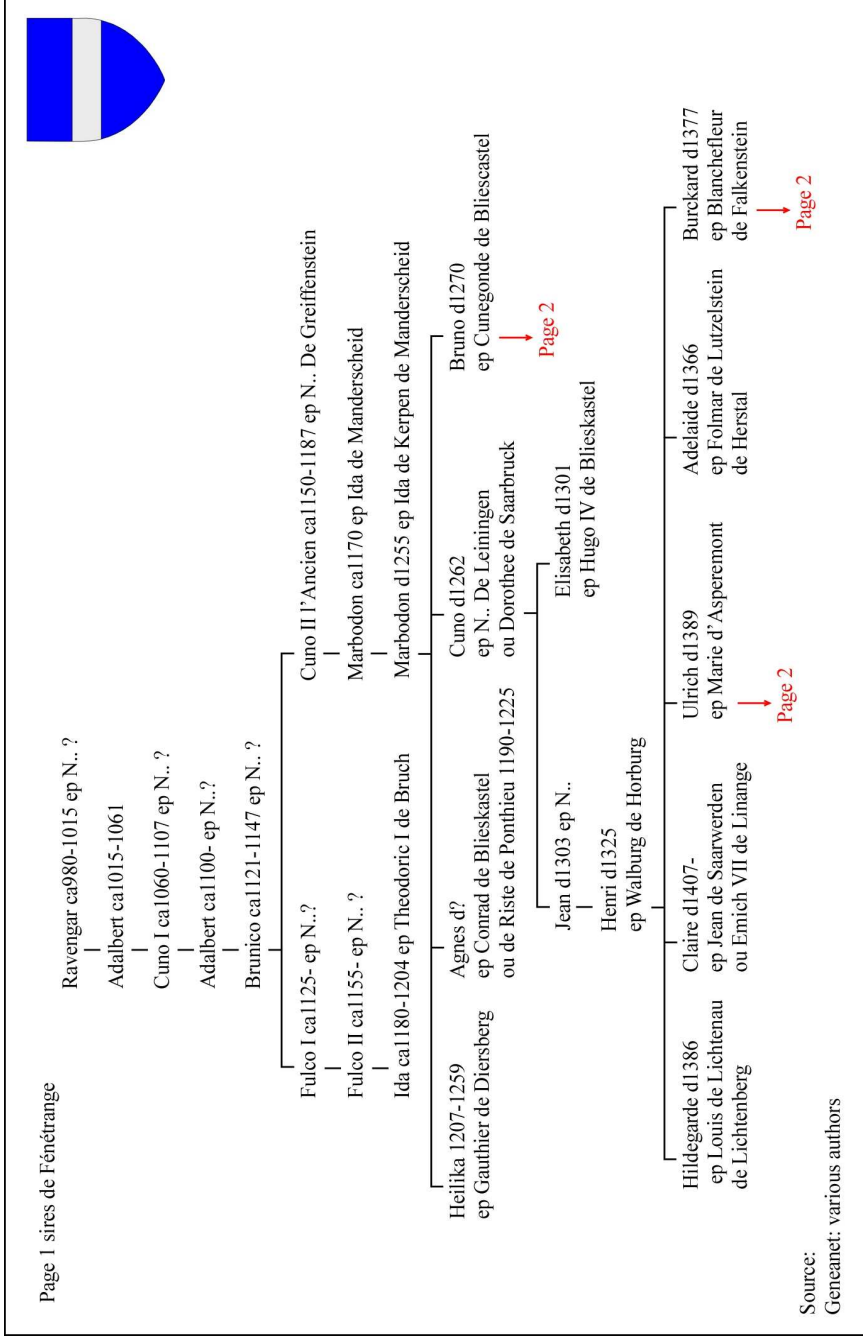 Page 1 sires de Fénétrange
Ravengar ca980-1015 ep N.. ?
Adalbert ca1015-1061
Cuno I ca1060-1107 ep N.. ?
Adalbert ca1100- ep N..?
Brunico ca1121-1147 ep N.. ?
Fulco I ca1125- ep N..?
Cuno II l'Ancien ca1150-1187 ep N.. De Greiffenstein
Fulco II ca1155- ep N.. ?
Marbodon ca1170 ep Ida de Manderscheid
Ida ca1180-1204 ep Theodoric I de Bruch
Marbodon d1255 ep Ida de Kerpen de Manderscheid
Heilika 1207-1259
ep Gauthier de Diersberg
Agnes d?
ep Conrad de Blieskastel
ou de Riste de Ponthieu 1190-1225
Cuno d1262
ep N.. De Leiningen
ou Dorothee de Saarbruck
Bruno d1270
ep Cunegonde de Bliescastel
Page 2
Jean d1303 ep N..
Elisabeth d1301
ep Hugo IV de Blieskastel
Henri d1325
ep Walburg de Horburg
Hildegarde d1386
ep Louis de Lichtenau
de Lichtenberg
Claire d1407-
ep Jean de Saarwerden
ou Emich VII de Linange
Ulrich d1389
ep Marie d'Asperemont
Page 2
Adelaide d1366
ep Folmar de Lutzelstein
de Herstal
Burckard d1377
ep Blanchefleur
de Falkenstein
Page 2
Source:
Geneanet: various authors